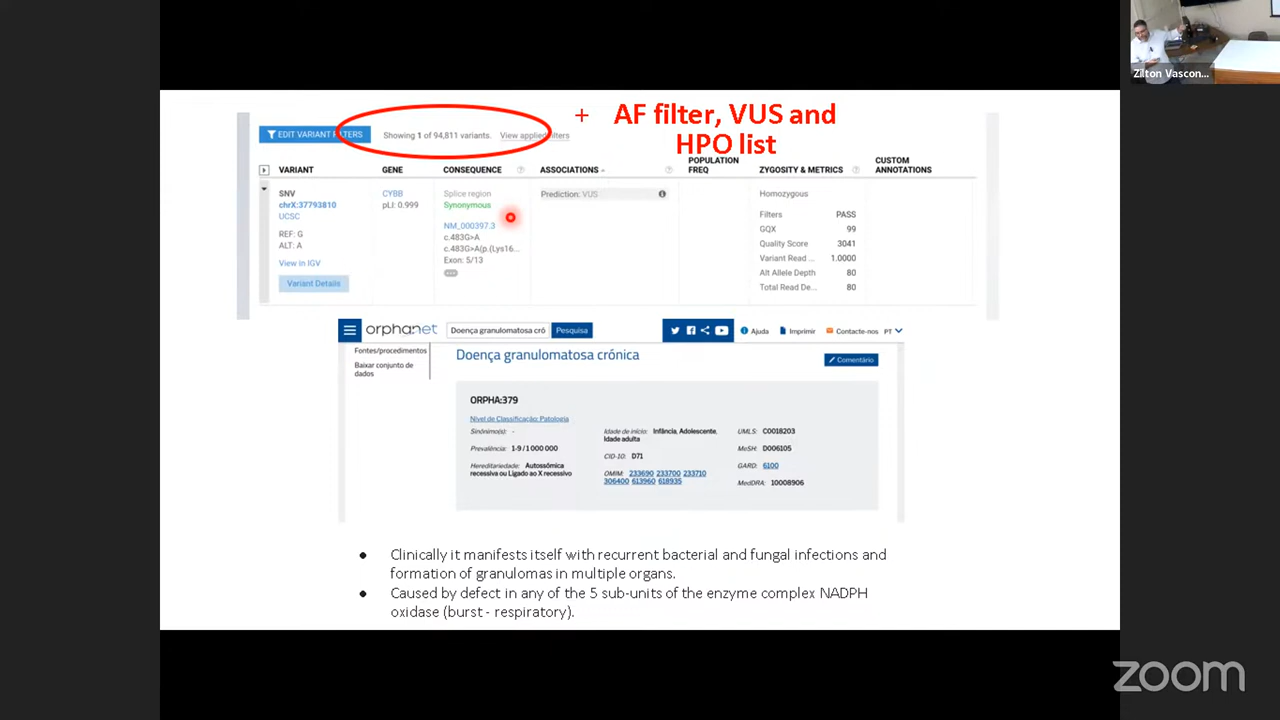 Zilton Vascon...
+ AF filter, VUS and
HPO list
EDIT VARIANT FILTERS
Showing 1 of 94,811 variants. View applied filters
VARIANT GENE CONSEQUENCE ASSOCIATIONS POPULATION FREQ ZYGOSITY & METRICS CUSTOM ANNOTATIONS
SNV CYBB Splice region Prediction: VUS Homozygous
chrX:37793810 pLI: 0.999 Synonymous
UCSC Filters PASS
REF: G NM_000397.3 GQX 99
ALT: A c.483G>A Quality Score 3041
c.483G>A(p.(Lys16... Variant Read ... 1.0000
View in IGV Exon: 5/13 Alt Allele Depth 80
Variant Details Total Read De... 80
orphanet Doença granulomatosa cró Pesquisa Ajuda Imprimir Contacte-nos PT
Fontes/procedimentos
Baixar conjunto de
dados
Doença granulomatosa crónica
Comentário
ORPHA:379
Nível de Classificação: Patologia
Sinónimo(s): -
Prevalência: 1-9 / 1 000 000
Hereditariedade: Autossômica
recessiva ou Ligado ao X recessivo
Idade de início: Infância, Adolescente,
Idade adulta
CID-10: D71
OMIM: 233690 233700 233710
306400 613960 618935
UMLS: C0018203
MeSH: D006105
GARD: 6100
MedDRA: 10008906
• Clinically it manifests itself with recurrent bacterial and fungal infections and
formation of granulomas in multiple organs.
• Caused by defect in any of the 5 sub-units of the enzyme complex NADPH
oxidase (burst - respiratory).
zoom